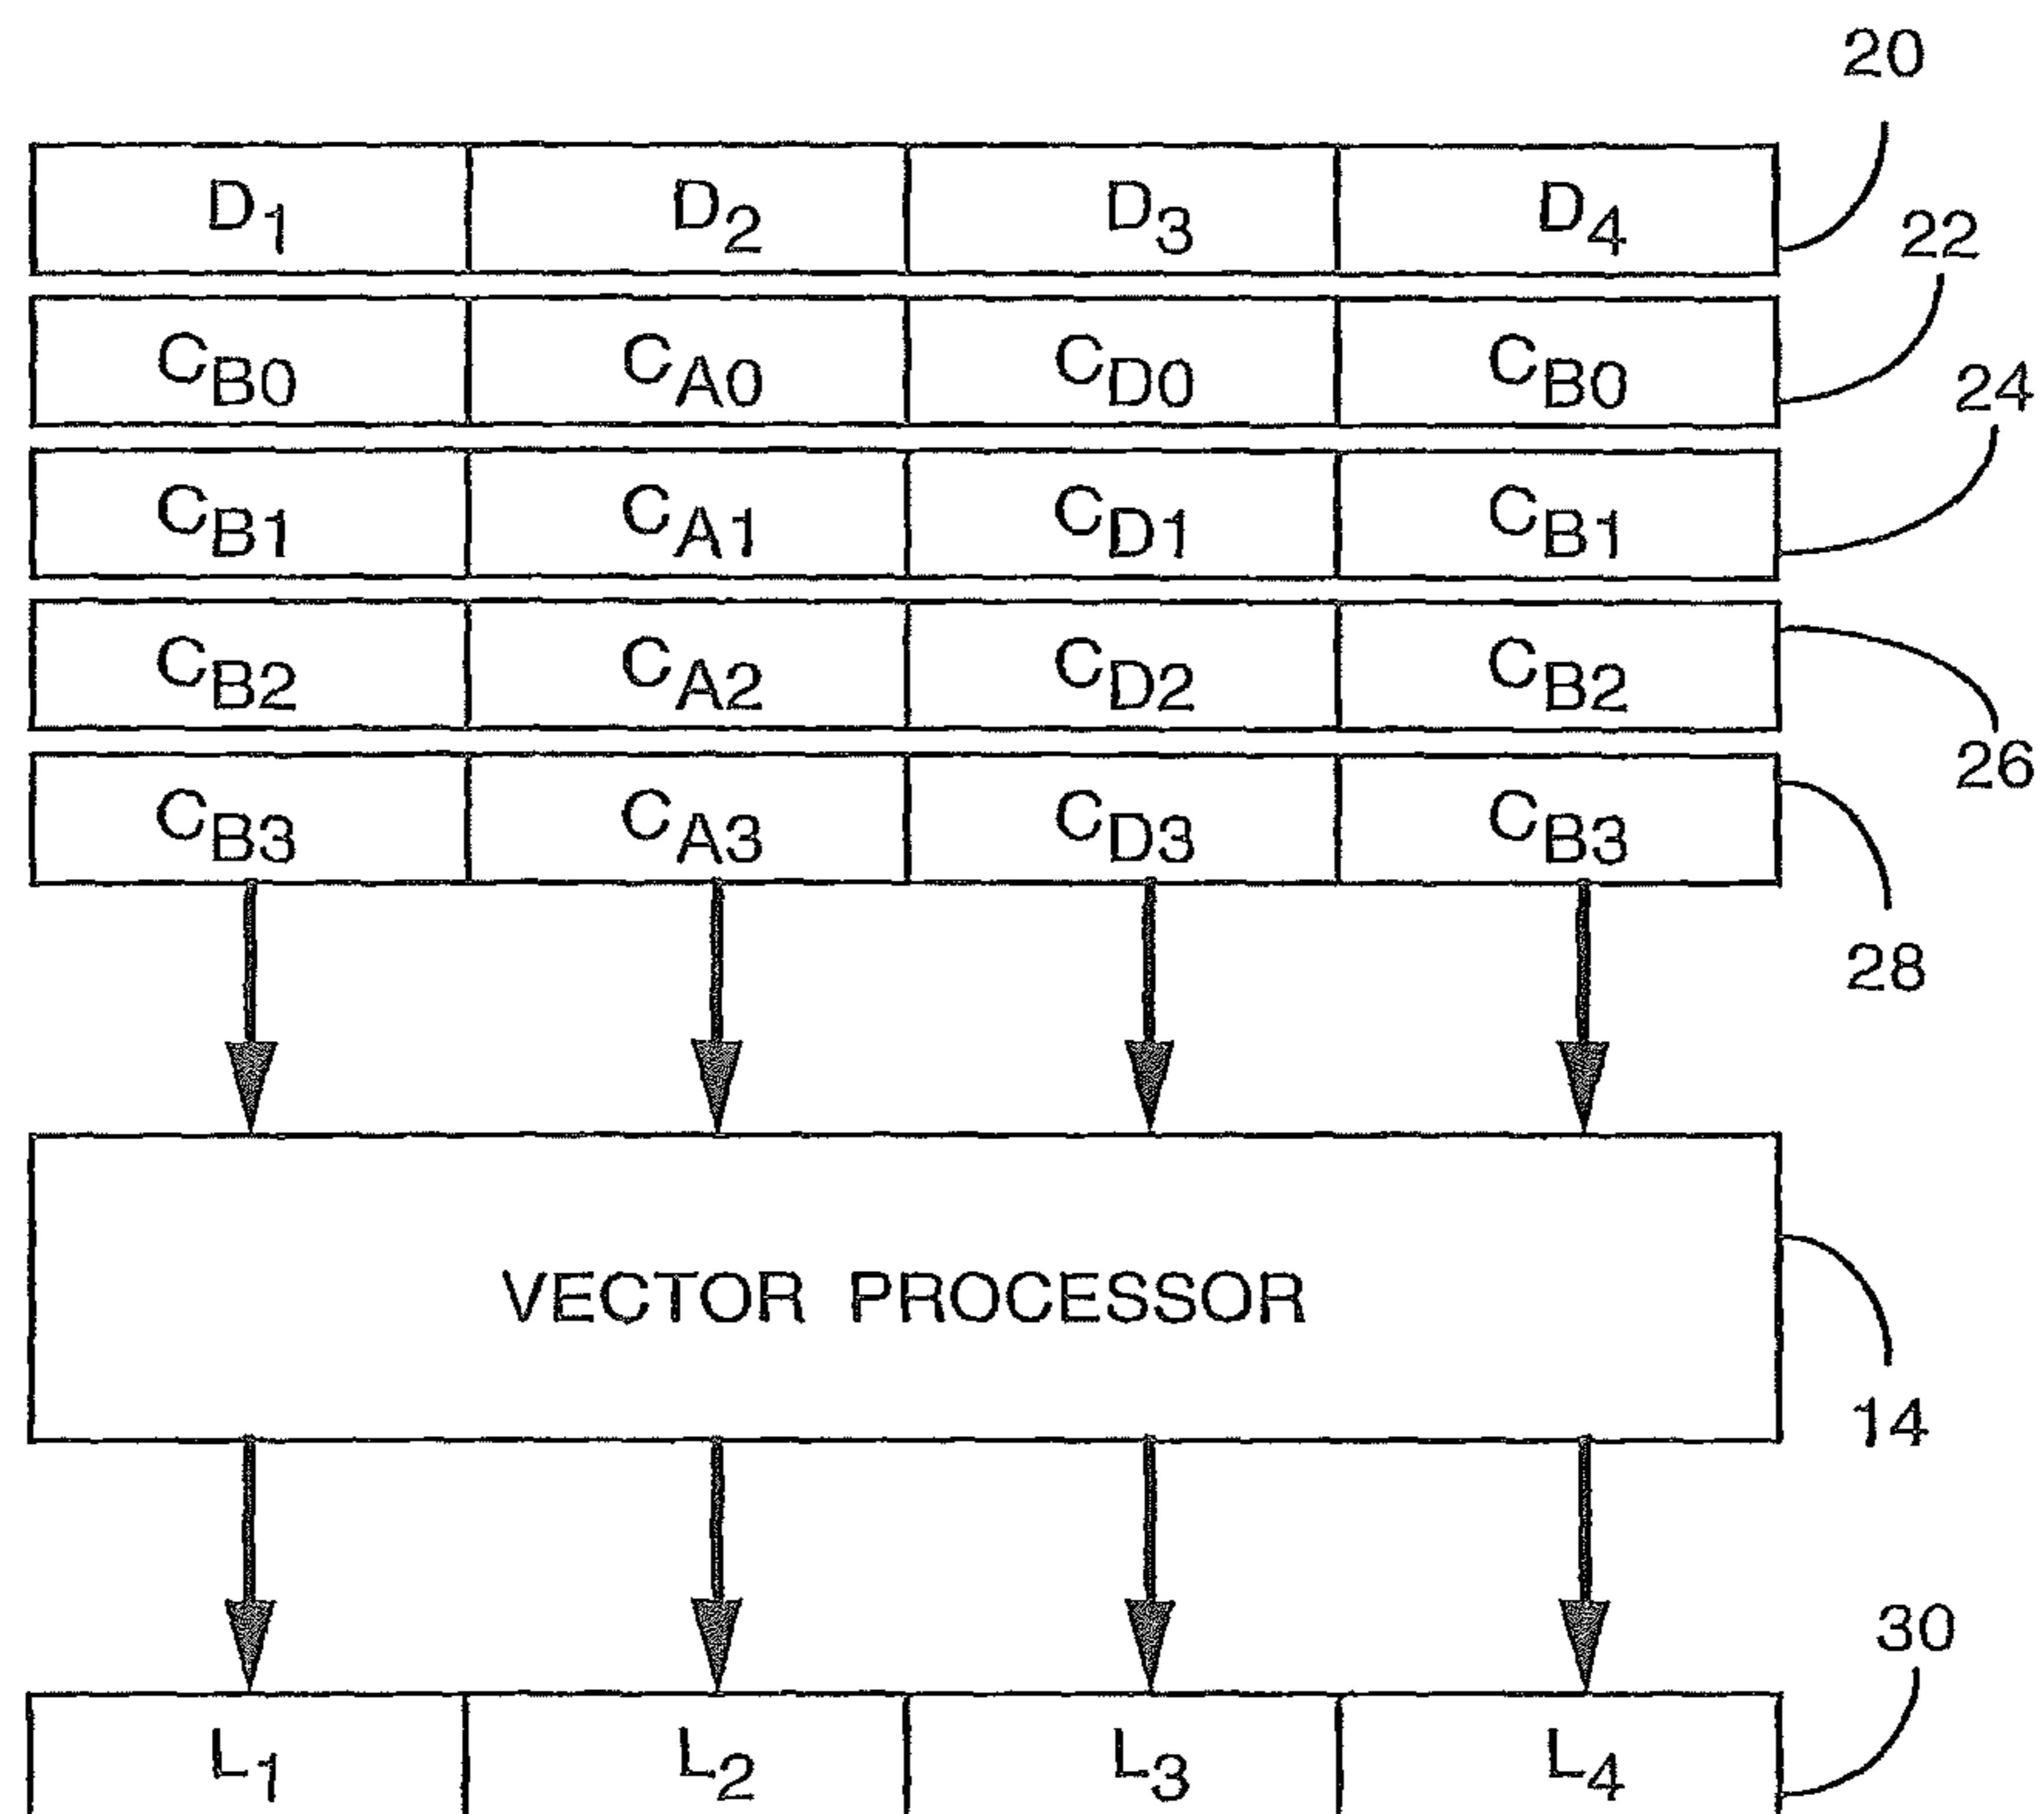 20
D1 D2 D3 D4
22
CB0 CA0 CD0 CB0
24
CB1 CA1 CD1 CB1
CB2 CA2 CD2 CB2
26
CB3 CA3 CD3 CB3
28
VECTOR PROCESSOR
14
30
L1 L2 L3 L4